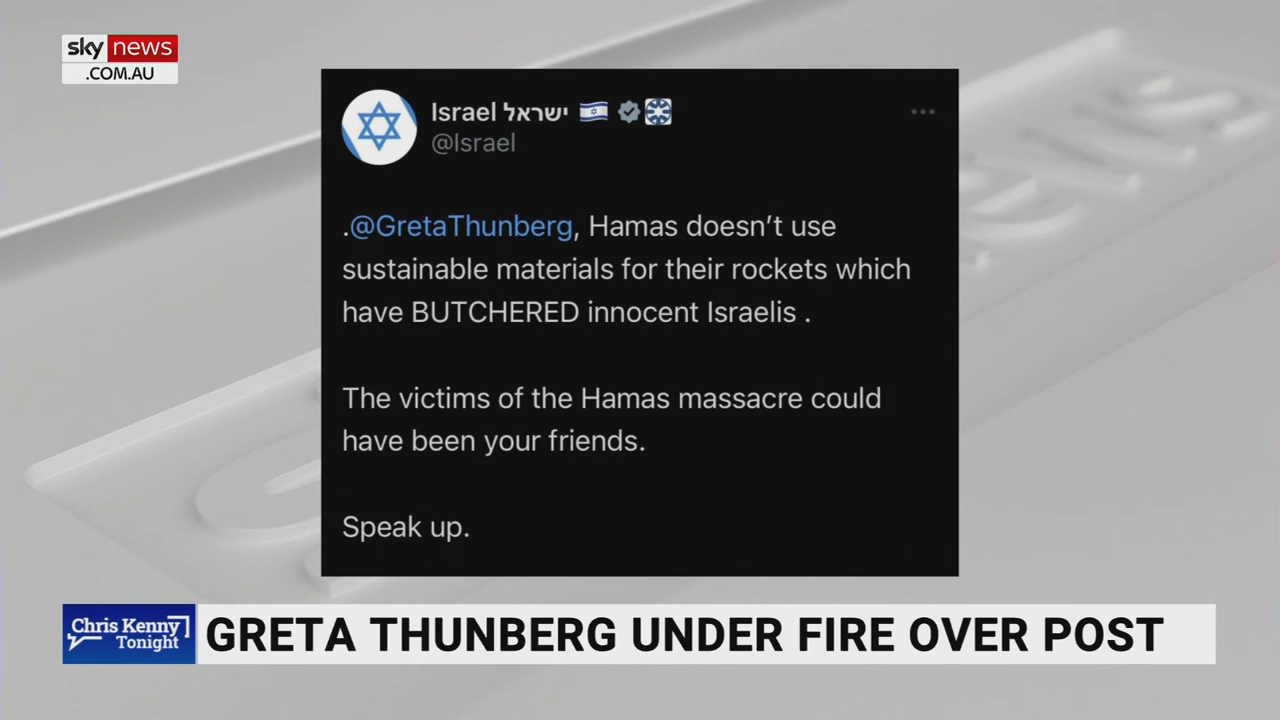 sky news
.COM.AU
Israel ישראל
@Israel
.@GretaThunberg, Hamas doesn’t use
sustainable materials for their rockets which
have BUTCHERED innocent Israelis .
The victims of the Hamas massacre could
have been your friends.
Speak up.
Chris Kenny
Tonight
GRETA THUNBERG UNDER FIRE OVER POST